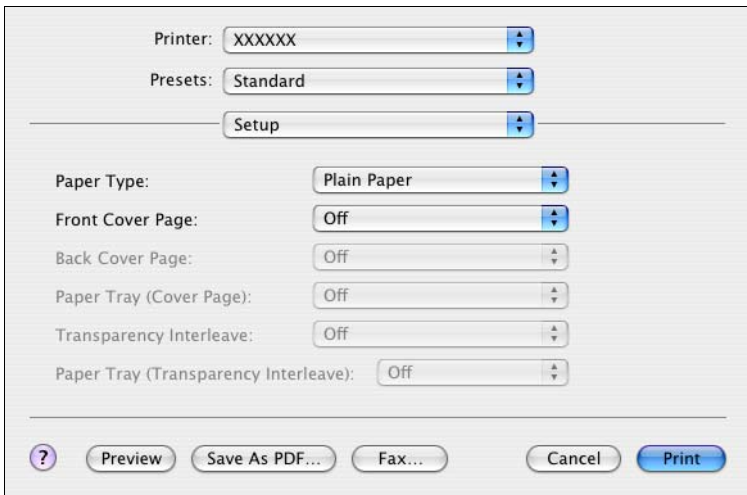 Printer: XXXXXX
Presets: Standard
Setup
Paper Type: Plain Paper
Front Cover Page: Off
Back Cover Page: Off
Paper Tray (Cover Page): Off
Transparency Interleave: Off
Paper Tray (Transparency Interleave): Off
? Preview Save As PDF... Fax... Cancel Print